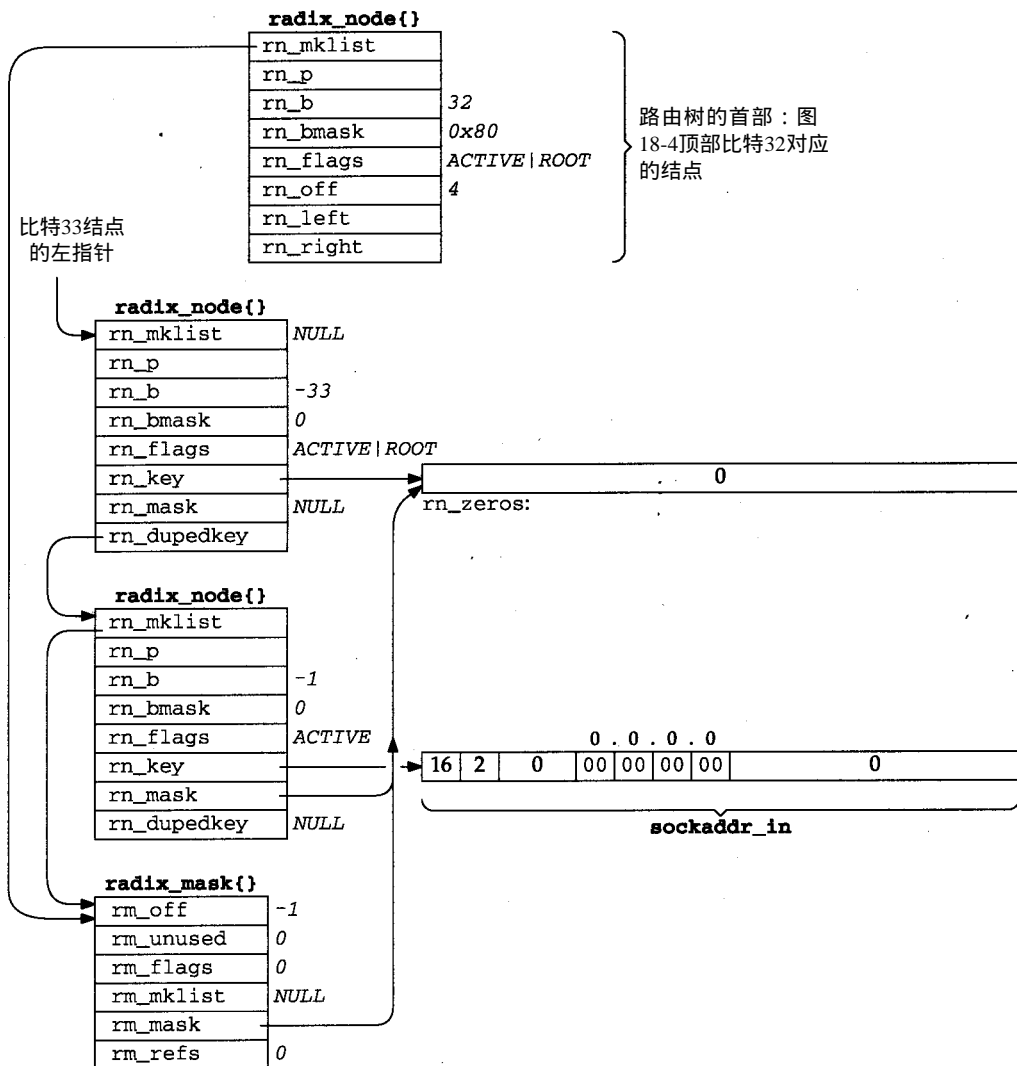 radix_node{}
rn_mklist
rn_p
rn_b 32
rn_bmask 0x80
rn_flags ACTIVE|ROOT
rn_off 4
rn_left
rn_right
路由树的首部：图
18-4顶部比特32对应
的结点
比特33结点
的左指针
radix_node{}
rn_mklist NULL
rn_p
rn_b -33
rn_bmask 0
rn_flags ACTIVE|ROOT
rn_key
rn_mask NULL
rn_dupedkey
0
rn_zeros:
radix_node{}
rn_mklist
rn_p
rn_b -1
rn_bmask 0
rn_flags ACTIVE
rn_key
rn_mask
rn_dupedkey NULL
0 . 0 . 0 . 0
16 2 0 00 00 00 00 0
sockaddr_in
radix_mask{}
rm_off -1
rm_unused 0
rm_flags 0
rm_mklist NULL
rm_mask
rm_refs 0